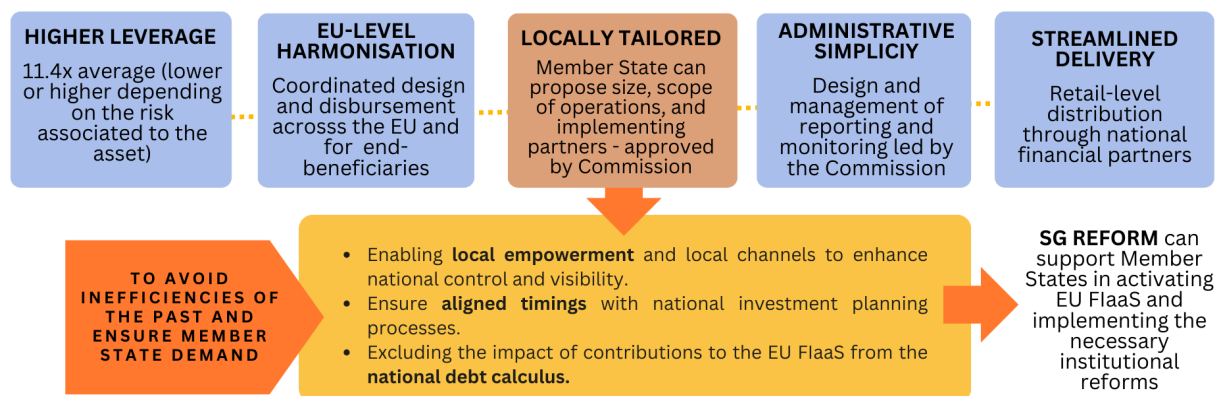 HIGHER LEVERAGE
11.4x average (lower
or higher depending
on the risk
associated to the
asset)
EU-LEVEL
HARMONISATION
Coordinated design
and disbursement
acrosss the EU and
for end-
beneficiaries
LOCALLY TAILORED
Member State can
propose size, scope
of operations, and
implementing
partners - approved
by Commission
ADMINISTRATIVE
SIMPLICIY
Design and
management of
reporting and
monitoring led by
the Commission
STREAMLINED
DELIVERY
Retail-level
distribution
through national
financial partners
TO AVOID
INEFFICIENCIES OF
THE PAST AND
ENSURE MEMBER
STATE DEMAND
• Enabling local empowerment and local channels to enhance
national control and visibility.
• Ensure aligned timings with national investment planning
processes.
• Excluding the impact of contributions to the EU FIaaS from the
national debt calculus.
SG REFORM can
support Member
States in activating
EU FIaaS and
implementing the
necessary
institutional
reforms